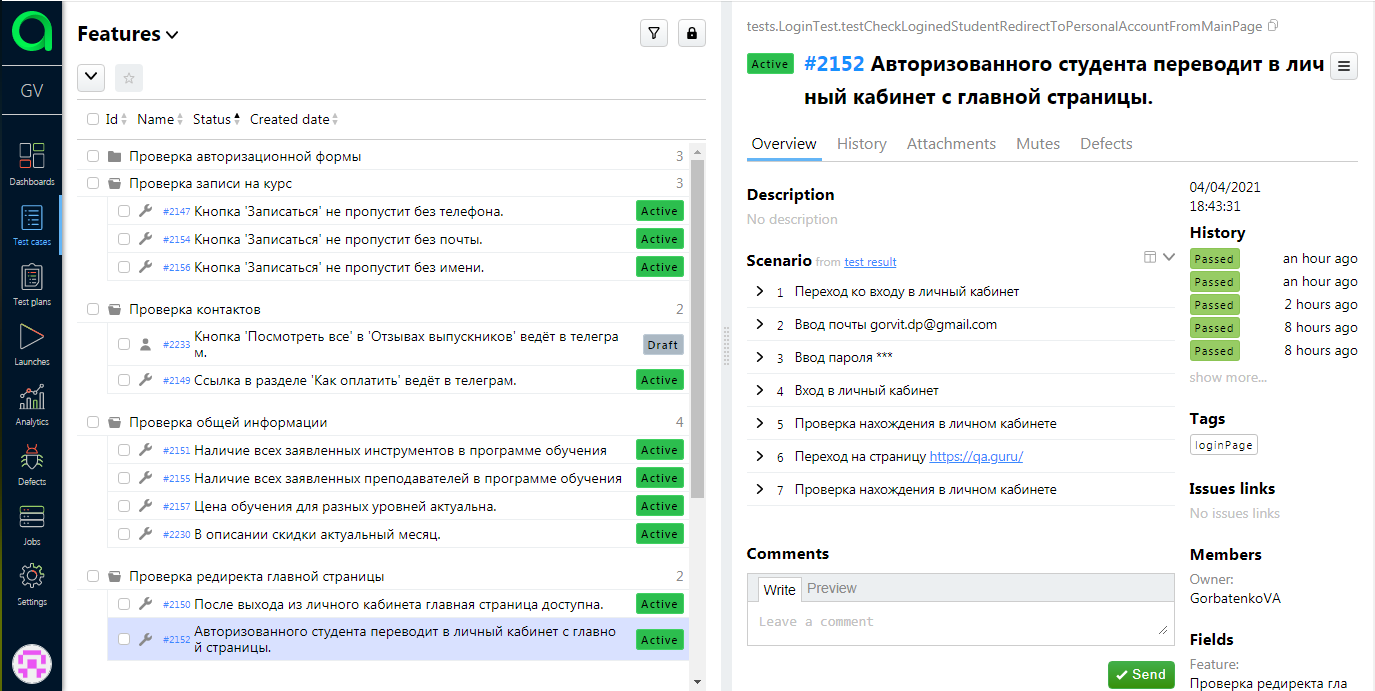 GV
Dashboards
Test cases
Test plans
Launches
Analytics
Defects
Jobs
Settings
Features
Id Name Status Created date
Проверка авторизационной формы 3
Проверка записи на курс 3
#2147 Кнопка 'Записаться' не пропустит без телефона. Active
#2154 Кнопка 'Записаться' не пропустит без почты. Active
#2156 Кнопка 'Записаться' не пропустит без имени. Active
Проверка контактов 2
#2233 Кнопка 'Посмотреть все' в 'Отзывах выпускников' ведёт в телегра
м. Draft
#2149 Ссылка в разделе 'Как оплатить' ведёт в телеграм. Active
Проверка общей информации 4
#2151 Наличие всех заявленных инструментов в программе обучения Active
#2155 Наличие всех заявленных преподавателей в программе обучения Active
#2157 Цена обучения для разных уровней актуальна. Active
#2230 В описании скидки актуальный месяц. Active
Проверка редиректа главной страницы 2
#2150 После выхода из личного кабинета главная страница доступна. Active
#2152 Авторизованного студента переводит в личный кабинет с главно
й страницы. Active
tests.LoginTest.testCheckLoginedStudentRedirectToPersonalAccountFromMainPage
Active #2152 Авторизованного студента переводит в лич
ный кабинет с главной страницы.
Overview History Attachments Mutes Defects
Description
No description
Scenario from test result
1 Переход ко входу в личный кабинет
2 Ввод почты gorvit.dp@gmail.com
3 Ввод пароля ***
4 Вход в личный кабинет
5 Проверка нахождения в личном кабинете
6 Переход на страницу https://qa.guru/
7 Проверка нахождения в личном кабинете
Comments
Write Preview
Leave a comment
Send
04/04/2021
18:43:31
History
Passed an hour ago
Passed an hour ago
Passed 2 hours ago
Passed 8 hours ago
Passed 8 hours ago
show more...
Tags
loginPage
Issues links
No issues links
Members
Owner:
GorbatenkoVA
Fields
Feature:
Проверка редиректа гла